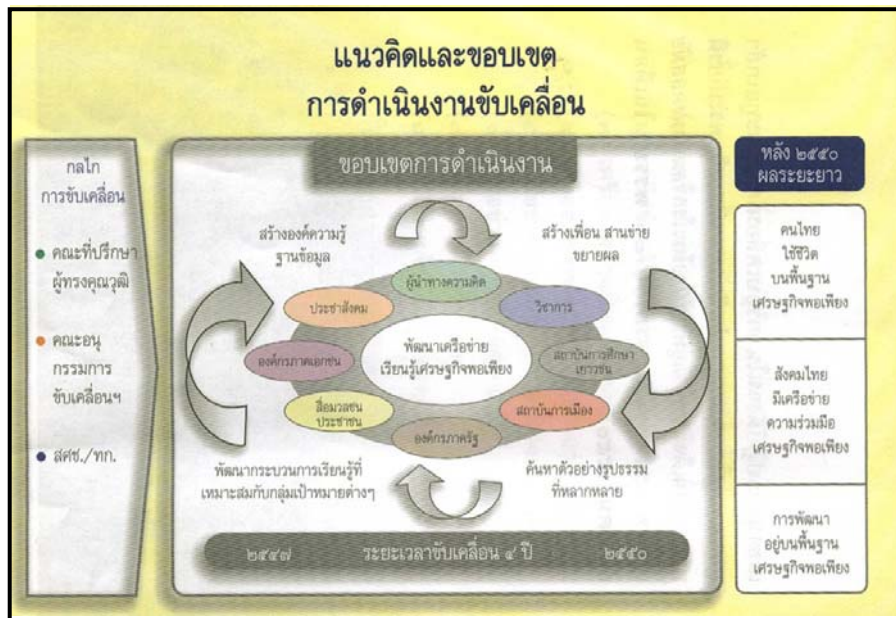 แนวคิดและขอบเขต
การดำเนินงานขับเคลื่อน
กลไก
การขับเคลื่อน
คณะที่ปรึกษา
ผู้ทรงคุณวุฒิ
คณะอนุ
กรรมการ
ขับเคลื่อนฯ
สศช./ทก.
ขอบเขตการดำเนินงาน
สร้างองค์ความรู้
ฐานข้อมูล
สร้างเพื่อน สานข่าย
ขยายผล
ผู้นำทางความคิด
ประชาสังคม
วิชาการ
องค์กรภาคเอกชน
พัฒนาเครือข่าย
เรียนรู้เศรษฐกิจพอเพียง
สถาบันการศึกษา
เยาวชน
สื่อมวลชน
ประชาชน
สถาบันการเมือง
องค์กรภาครัฐ
พัฒนากระบวนการเรียนรู้ที่
เหมาะสมกับกลุ่มเป้าหมายต่างๆ
ค้นหาตัวอย่างรูปธรรม
ที่หลากหลาย
๒๕๔๗ ระยะเวลาขับเคลื่อน ๔ ปี ๒๕๕๐
หลัง ๒๕๕๐
ผลระยะยาว
คนไทย
ใช้ชีวิต
บนพื้นฐาน
เศรษฐกิจพอเพียง
สังคมไทย
มีเครือข่าย
ความร่วมมือ
เศรษฐกิจพอเพียง
การพัฒนา
อยู่บนพื้นฐาน
เศรษฐกิจพอเพียง